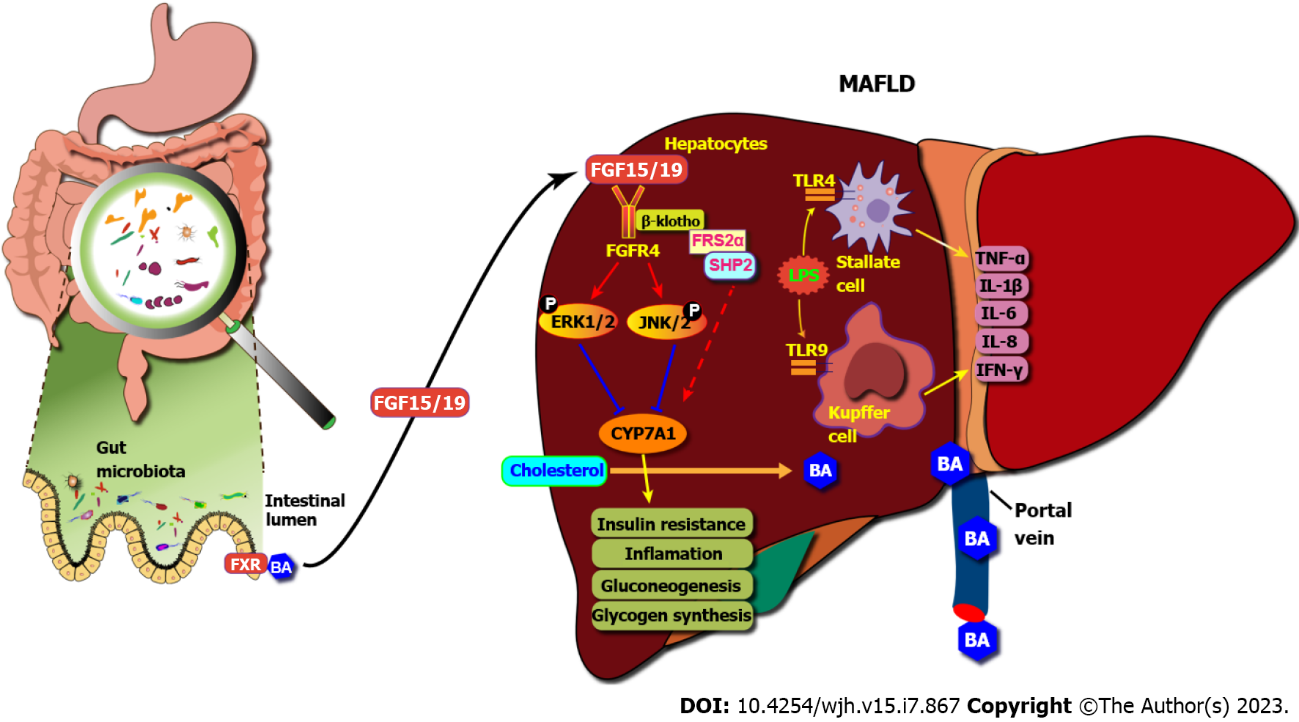 MAFLD
Hepatocytes
FGF15/19
β-klotho
FGFR4
FRS2α
SHP2
P
ERK1/2
JNK/2
P
CYP7A1
Cholesterol
BA
Insulin resistance
Inflamation
Gluconeogenesis
Glycogen synthesis
TLR4
LPS
Stallate
cell
TLR9
Kupffer
cell
TNF-α
IL-1β
IL-6
IL-8
IFN-γ
BA
Portal
vein
BA
BA
FGF15/19
Gut
microbiota
Intestinal
lumen
FXR
BA
DOI: 10.4254/wjh.v15.i7.867 Copyright ©The Author(s) 2023.